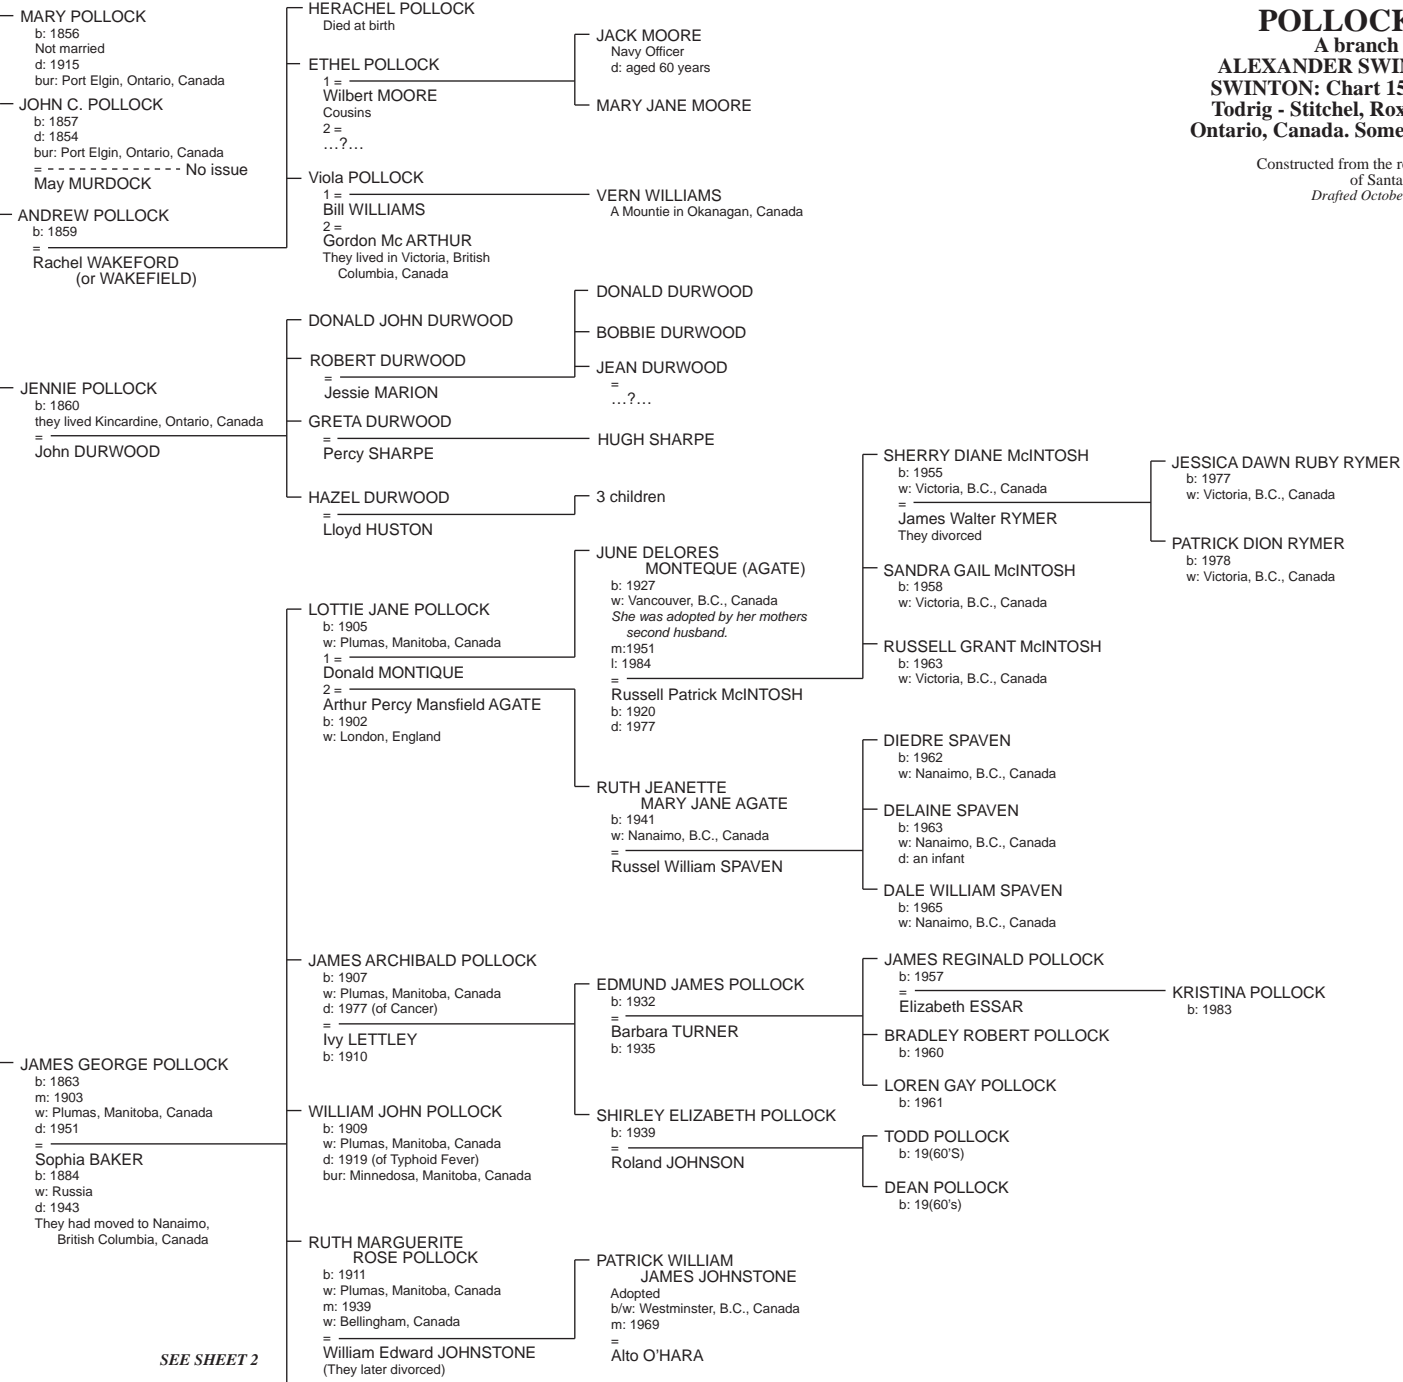 MARY POLLOCK
b: 1856
Not married
d: 1915
bur: Port Elgin, Ontario, Canada
JOHN C. POLLOCK
b: 1857
d: 1854
bur: Port Elgin, Ontario, Canada
= - - - - - - - - - - - - - No issue
May MURDOCK
ANDREW POLLOCK
b: 1859
=
Rachel WAKEFORD
(or WAKEFIELD)
JENNIE POLLOCK
b: 1860
they lived Kincardine, Ontario, Canada
=
John DURWOOD
JAMES GEORGE POLLOCK
b: 1863
m: 1903
w: Plumas, Manitoba, Canada
d: 1951
=
Sophia BAKER
b: 1884
w: Russia
d: 1943
They had moved to Nanaimo,
British Columbia, Canada
SEE SHEET 2
HERACHEL POLLOCK
Died at birth
ETHEL POLLOCK
1 =
Wilbert MOORE
Cousins
2 =
…?…
Viola POLLOCK
1 =
Bill WILLIAMS
2 =
Gordon Mc ARTHUR
They lived in Victoria, British
Columbia, Canada
DONALD JOHN DURWOOD
ROBERT DURWOOD
=
Jessie MARION
GRETA DURWOOD
=
Percy SHARPE
HAZEL DURWOOD
=
Lloyd HUSTON
LOTTIE JANE POLLOCK
b: 1905
w: Plumas, Manitoba, Canada
1 =
Donald MONTIQUE
2 =
Arthur Percy Mansfield AGATE
b: 1902
w: London, England
JAMES ARCHIBALD POLLOCK
b: 1907
w: Plumas, Manitoba, Canada
d: 1977 (of Cancer)
=
Ivy LETTLEY
b: 1910
WILLIAM JOHN POLLOCK
b: 1909
w: Plumas, Manitoba, Canada
d: 1919 (of Typhoid Fever)
bur: Minnedosa, Manitoba, Canada
RUTH MARGUERITE
ROSE POLLOCK
b: 1911
w: Plumas, Manitoba, Canada
m: 1939
w: Bellingham, Canada
=
William Edward JOHNSTONE
(They later divorced)
JACK MOORE
Navy Officer
d: aged 60 years
MARY JANE MOORE
VERN WILLIAMS
A Mountie in Okanagan, Canada
DONALD DURWOOD
BOBBIE DURWOOD
JEAN DURWOOD
=
…?…
HUGH SHARPE
3 children
JUNE DELORES
MONTEQUE (AGATE)
b: 1927
w: Vancouver, B.C., Canada
She was adopted by her mothers
second husband.
m:1951
l: 1984
=
Russell Patrick McINTOSH
b: 1920
d: 1977
RUTH JEANETTE
MARY JANE AGATE
b: 1941
w: Nanaimo, B.C., Canada
=
Russel William SPAVEN
EDMUND JAMES POLLOCK
b: 1932
=
Barbara TURNER
b: 1935
SHIRLEY ELIZABETH POLLOCK
b: 1939
=
Roland JOHNSON
PATRICK WILLIAM
JAMES JOHNSTONE
Adopted
b/w: Westminster, B.C., Canada
m: 1969
=
Alto O'HARA
SHERRY DIANE McINTOSH
b: 1955
w: Victoria, B.C., Canada
=
James Walter RYMER
They divorced
SANDRA GAIL McINTOSH
b: 1958
w: Victoria, B.C., Canada
RUSSELL GRANT McINTOSH
b: 1963
w: Victoria, B.C., Canada
DIEDRE SPAVEN
b: 1962
w: Nanaimo, B.C., Canada
DELAINE SPAVEN
b: 1963
w: Nanaimo, B.C., Canada
d: an infant
DALE WILLIAM SPAVEN
b: 1965
w: Nanaimo, B.C., Canada
JAMES REGINALD POLLOCK
b: 1957
=
Elizabeth ESSAR
BRADLEY ROBERT POLLOCK
b: 1960
LOREN GAY POLLOCK
b: 1961
TODD POLLOCK
b: 19(60'S)
DEAN POLLOCK
b: 19(60's)
POLLOCK
A branch
ALEXANDER SWIN
SWINTON: Chart 15
Todrig - Stitchel, Rox
Ontario, Canada. Some
Constructed from the re
of Santa
Drafted Octobe
JESSICA DAWN RUBY RYMER
b: 1977
w: Victoria, B.C., Canada
PATRICK DION RYMER
b: 1978
w: Victoria, B.C., Canada
KRISTINA POLLOCK
b: 1983